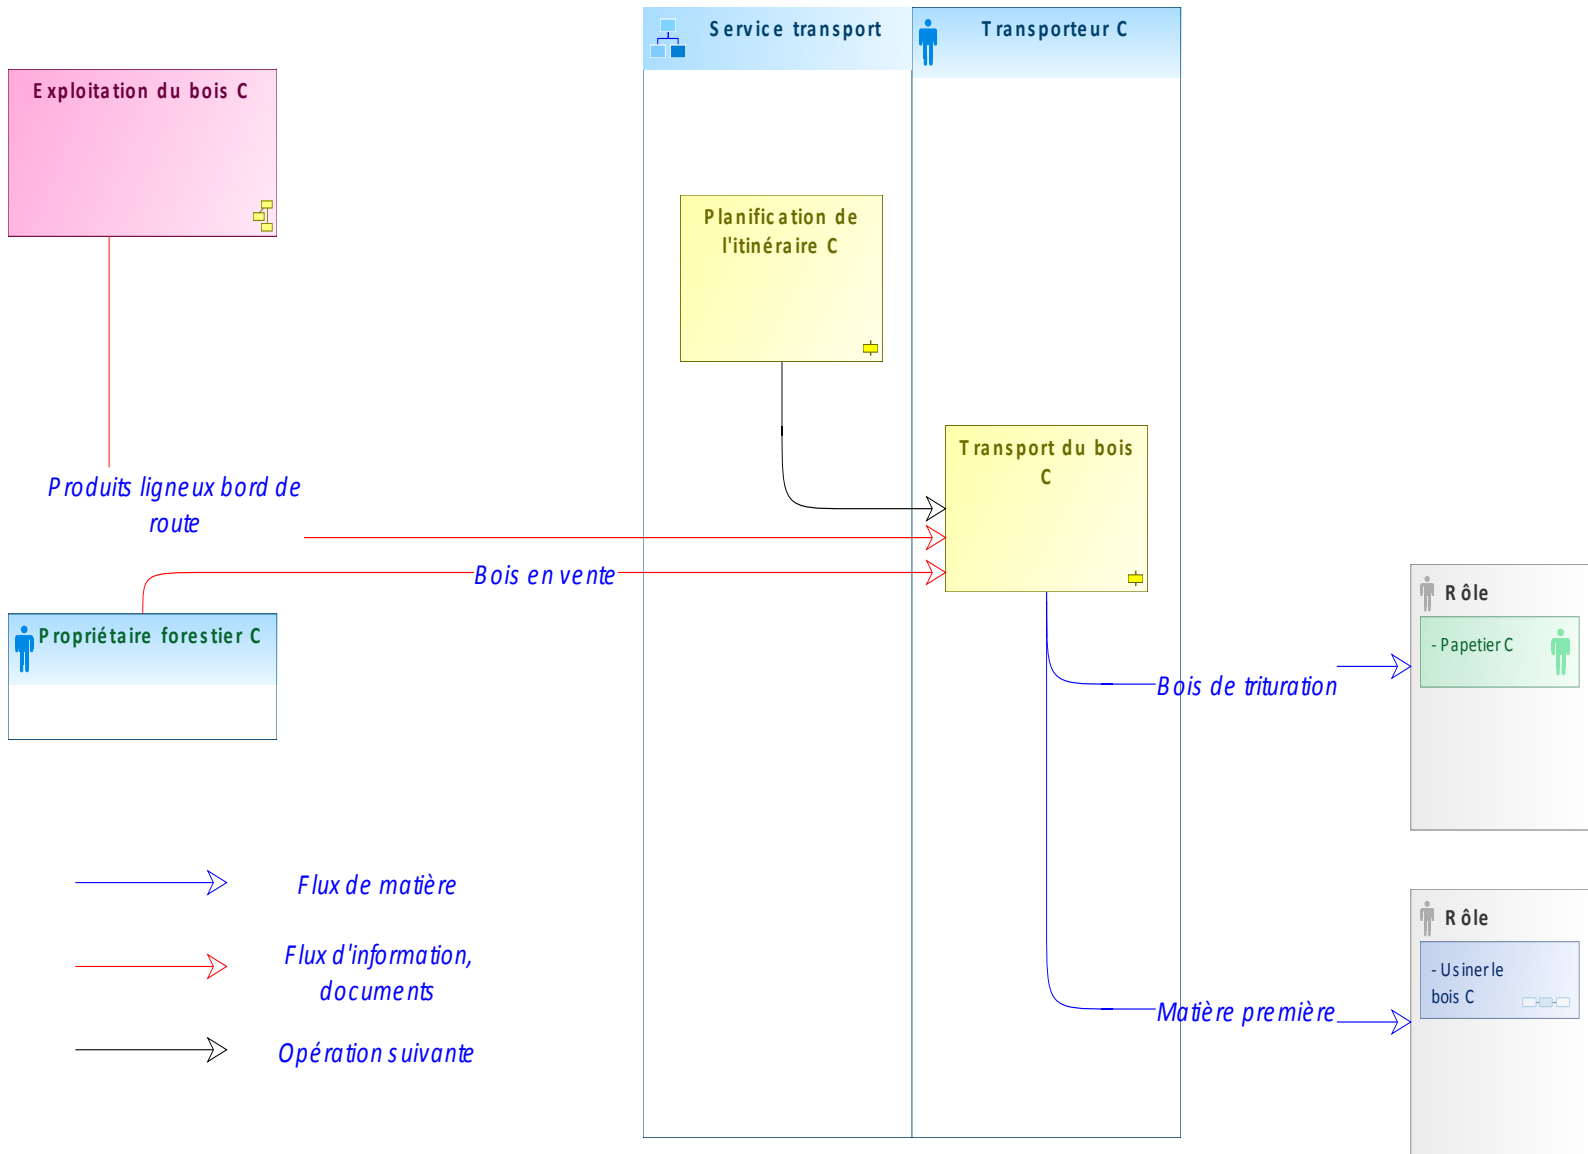 Service transport
Transporteur C
Exploitation du bois C
Planification de
l'itinéraire C
Transport du bois
C
Produits ligneux bord de
route
Bois en vente
Propriétaire forestier C
Rôle
- Papetier C
Bois de trituration
Flux de matière
Flux d'information,
documents
Opération suivante
Rôle
- Usiner le
bois C
Matière première